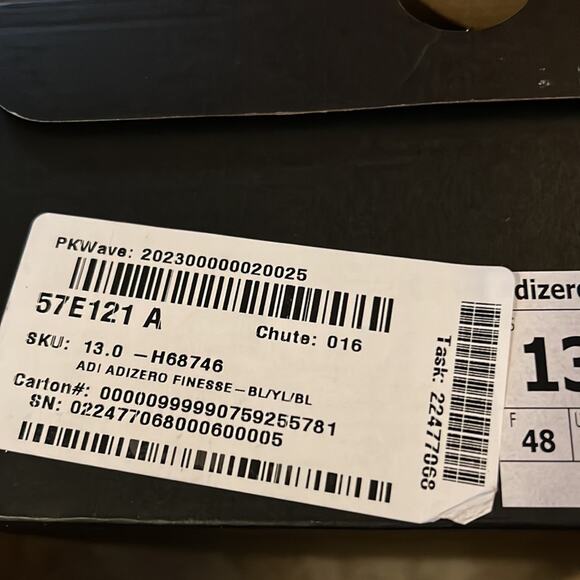 PKWave: 202300000020025
57E121 A
Chute: 016
SKU: 13.0 -H68746
ADI ADIZERO FINESSE-BL/YL/BL
Carton#: 00000999990759255781
SN: 022477068000600005
Task: 22477068
dizero
13
F
48